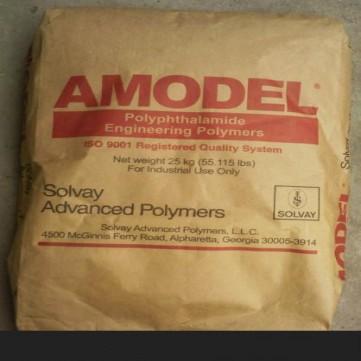 AMODEL®
Polyphthalamide
Engineering Polymers
ISO 9001 Registered Quality System
Net weight 25 kg (55.115 lbs)
For Industrial Use Only
Solvay
Advanced Polymers
SOLVAY
Solvay Advanced Polymers, L.L.C.
4500 McGinnis Ferry Road, Alpharetta, Georgia 30005-3914